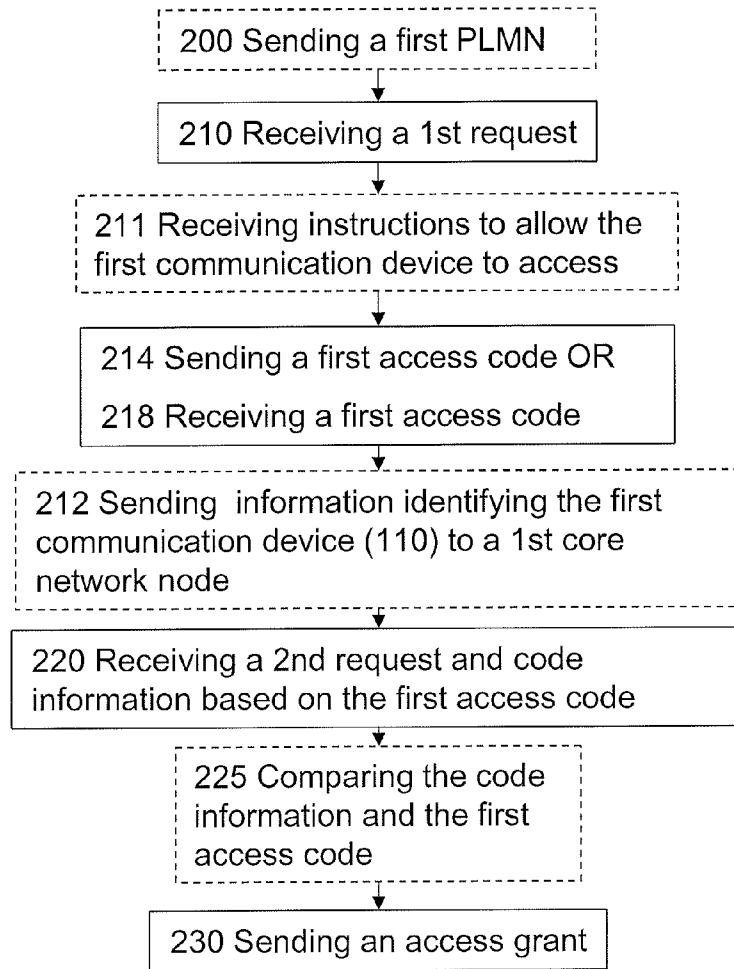 200 Sending a first PLMN
210 Receiving a 1st request
211 Receiving instructions to allow the
first communication device to access
214 Sending a first access code OR
218 Receiving a first access code
212 Sending information identifying the first
communication device (110) to a 1st core
network node
220 Receiving a 2nd request and code
information based on the first access code
225 Comparing the code
information and the first
access code
230 Sending an access grant